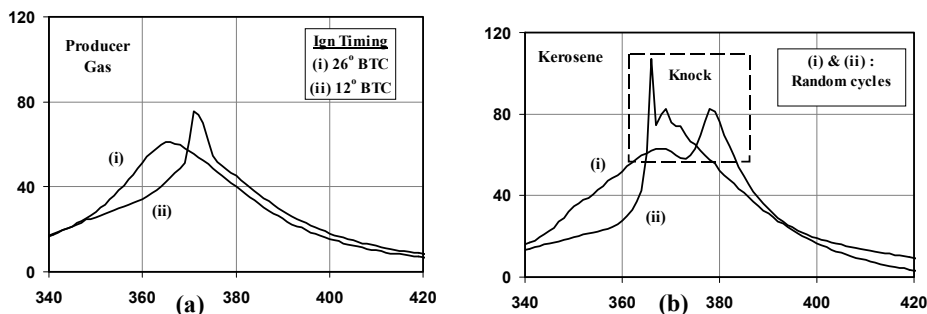 (a)
120
80
40
0
Producer
Gas
Ign Timing
(i) 26° BTC
(ii) 12° BTC
(i)
(ii)
340
360
380
400
420
(a)
(b)
120
80
40
0
Kerosene
Knock
(i) & (ii) :
Random cycles
(i)
(ii)
340
360
380
400
420
(b)